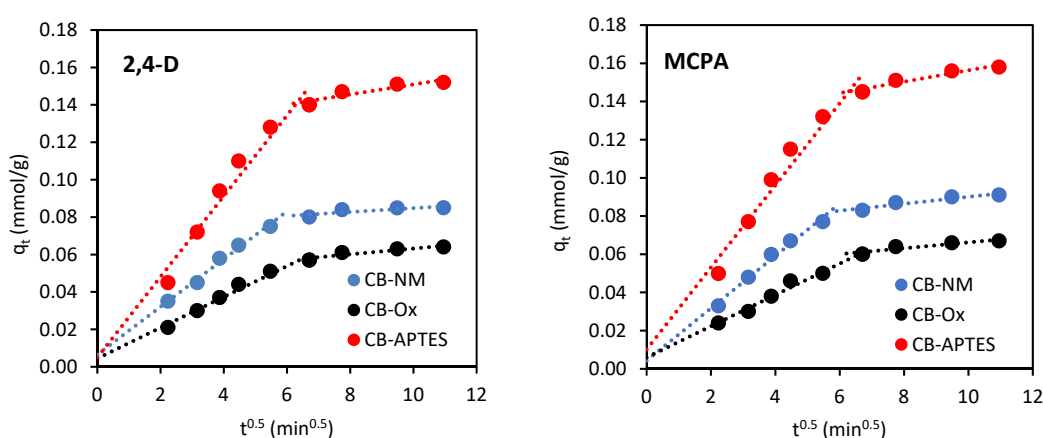 2,4-D
0.18
0.16
0.14
0.12
0.10
0.08
0.06
0.04
0.02
0.00
qt (mmol/g)
0 2 4 6 8 10 12
t0.5 (min0.5)
CB-NM
CB-Ox
CB-APTES
MCPA
0.18
0.16
0.14
0.12
0.10
0.08
0.06
0.04
0.02
0.00
qt (mmol/g)
0 2 4 6 8 10 12
t0.5 (min0.5)
CB-NM
CB-Ox
CB-APTES